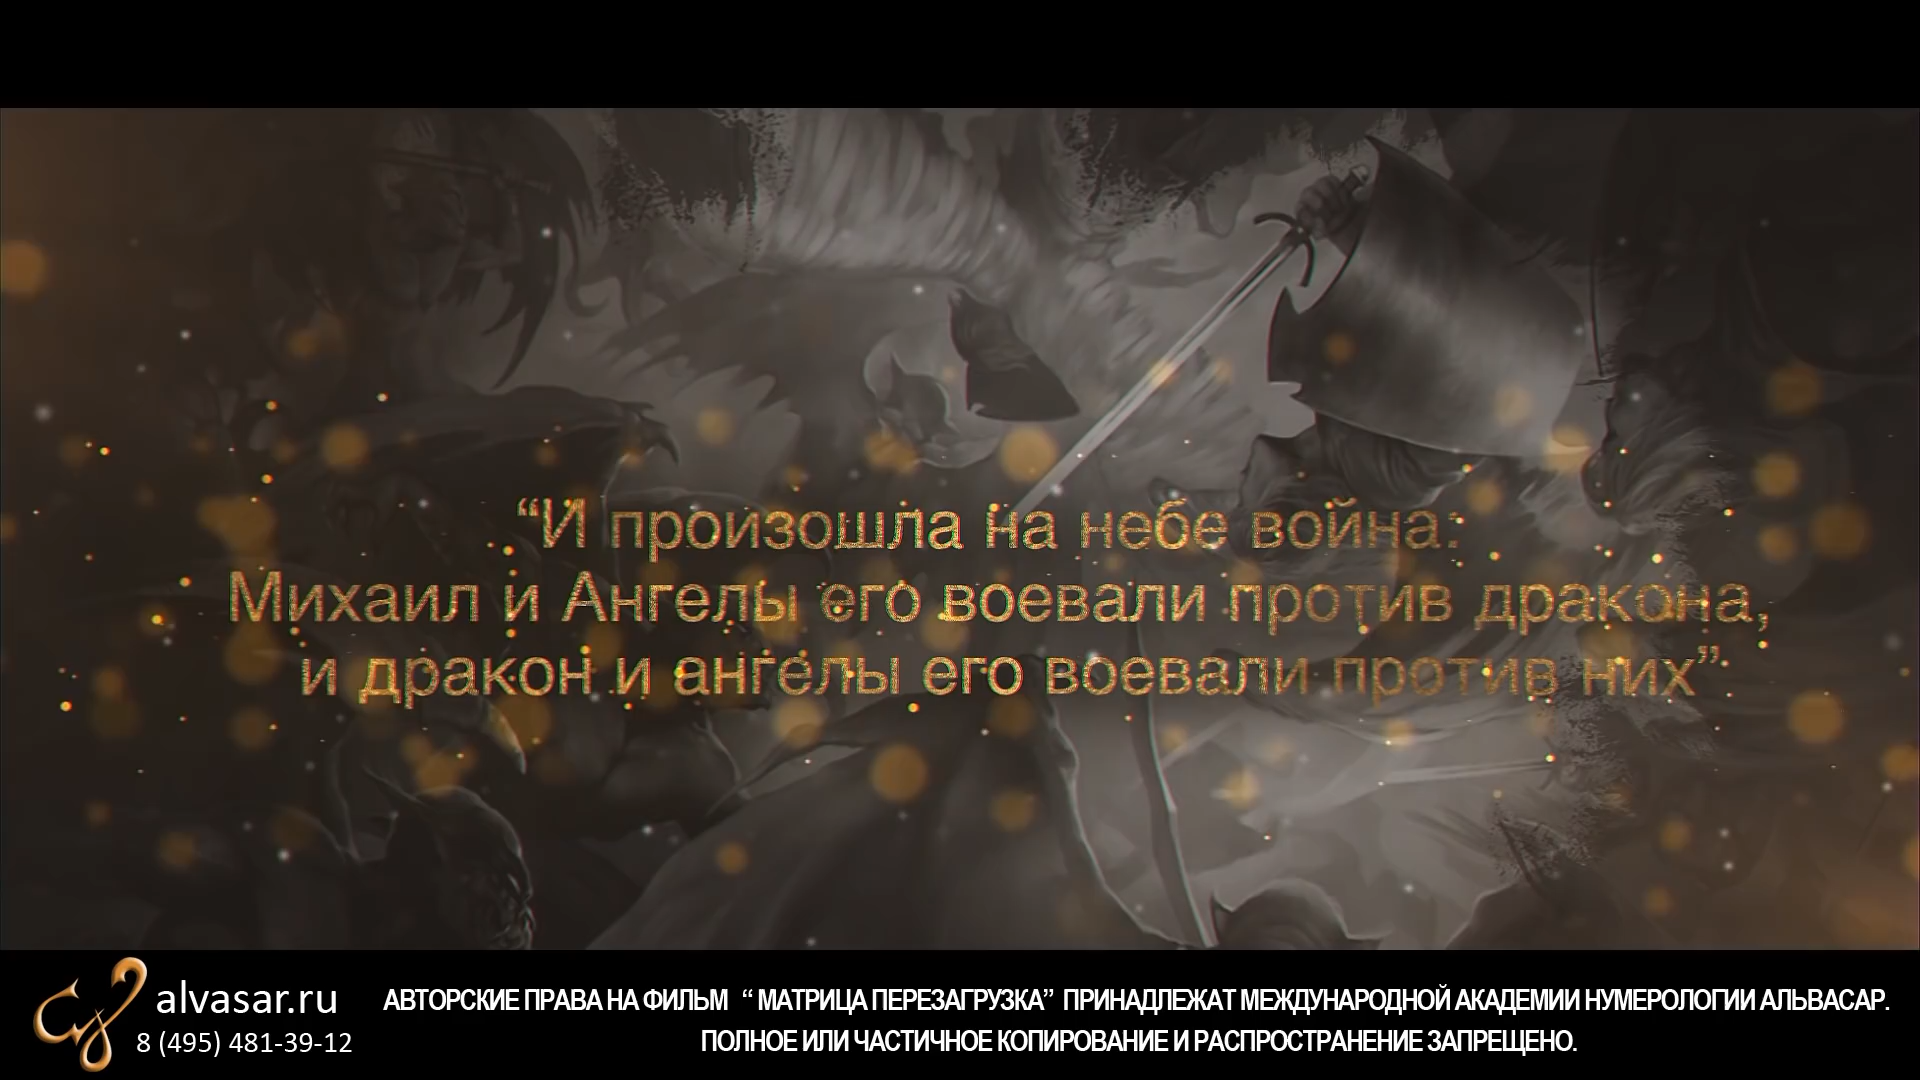 “И произошла на небе война:
Михаил и Ангелы его воевали против дракона,
и дракон и ангелы его воевали против них”
alvasar.ru
8 (495) 481-39-12
АВТОРСКИЕ ПРАВА НА ФИЛЬМ “ МАТРИЦА ПЕРЕЗАГРУЗКА” ПРИНАДЛЕЖАТ МЕЖДУНАРОДНОЙ АКАДЕМИИ НУМЕРОЛОГИИ АЛЬВАСАР.
ПОЛНОЕ ИЛИ ЧАСТИЧНОЕ КОПИРОВАНИЕ И РАСПРОСТРАНЕНИЕ ЗАПРЕЩЕНО.